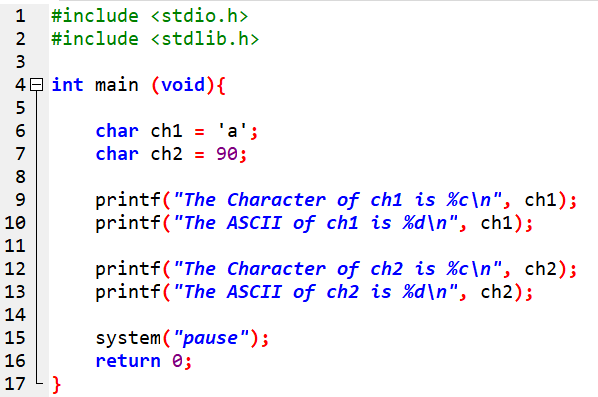 1 #include <stdio.h>
2 #include <stdlib.h>
3
4 int main (void){
5
6     char ch1 = 'a';
7     char ch2 = 90;
8
9     printf("The Character of ch1 is %c\n", ch1);
10     printf("The ASCII of ch1 is %d\n", ch1);
11
12     printf("The Character of ch2 is %c\n", ch2);
13     printf("The ASCII of ch2 is %d\n", ch2);
14
15     system("pause");
16     return 0;
17 }